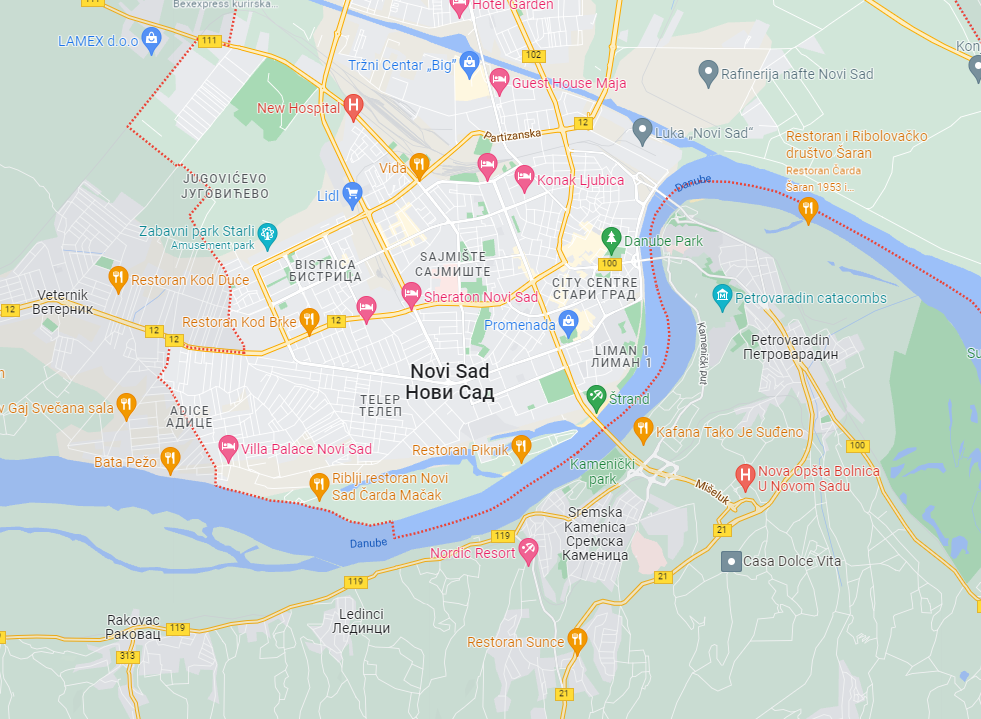 111
Bexexpress kurirska...
Hotel Garden
LAMEX d.o.o
111
102
Kon
Tržni Centar „Big”
Guest House Maja
Rafinerija nafte Novi Sad
New Hospital
12
Partizanska
Luka „Novi Sad“
Restoran i Ribolovačko
društvo Šaran
Restoran Čarda
Šaran 1953 i...
Vida
Konak Ljubica
Danube
JUGOVIĆEVO
ЈУГОВИЋЕВО
Lidl
Zabavni park Starli
Amusement park
Danube Park
SAJMIŠTE
САЈМИШТЕ
BISTRICA
БИСТРИЦА
100
Restoran Kod Duće
CITY CENTRE
СТАРИ ГРАД
Veternik
Ветерник
Sheraton Novi Sad
Petrovaradin catacombs
12
Restoran Kod Brke
12
Promenada
12
12
Kamenički put
Petrovaradin
Петроварадин
LIMAN 1
ЛИМАН 1
Novi Sad
Нови Сад
TELEP
ТЕЛЕП
Štrand
v Gaj Svečana sala
ADICE
АДИЦЕ
Kafana Tako Je Suđeno
100
Villa Palace Novi Sad
Restoran Piknik
Bata Pežo
Kamenički
park
Nova Opšta Bolnica
U Novom Sadu
Riblji restoran Novi
Sad Čarda Mačak
Mišeluk
Sremska
Kamenica
Сремска
Каменица
21
119
Danube
Nordic Resort
Casa Dolce Vita
119
21
Rakovac
Раковац
Ledinci
Лединци
119
Restoran Sunce
313
21